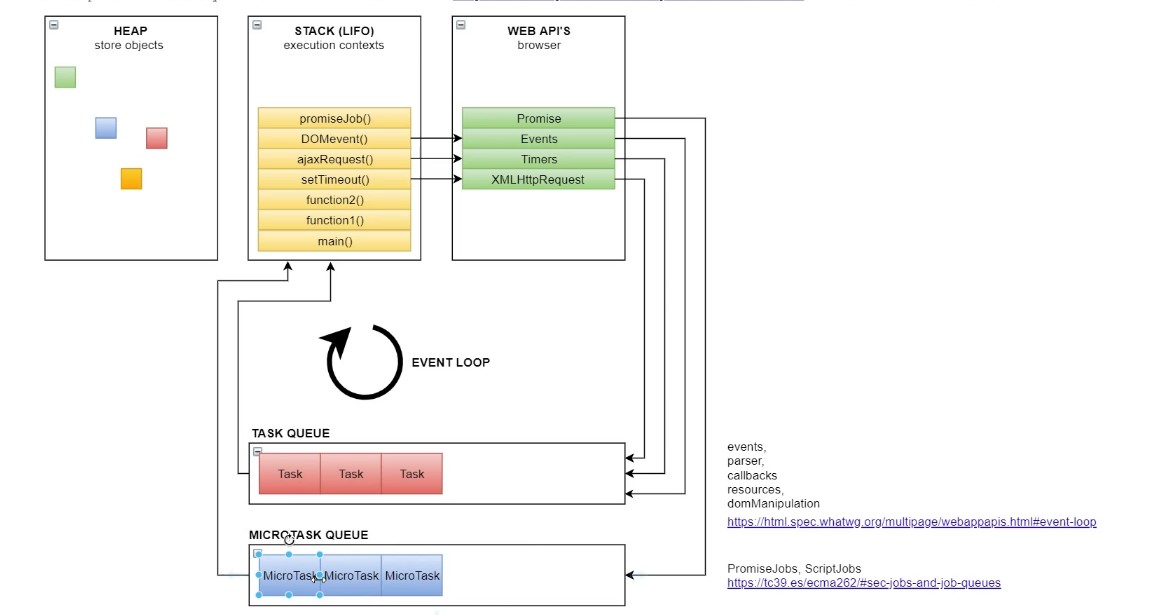 HEAP
store objects
STACK (LIFO)
execution contexts
promiseJob()
DOMevent()
ajaxRequest()
setTimeout()
function2()
function1()
main()
WEB API'S
browser
Promise
Events
Timers
XMLHttpRequest
EVENT LOOP
TASK QUEUE
Task Task Task
events,
parser,
callbacks
resources,
domManipulation
https://html.spec.whatwg.org/multipage/webappapis.html#event-loop
MICROTASK QUEUE
MicroTask MicroTask MicroTask
PromiseJobs, ScriptJobs
https://tc39.es/ecma262/#sec-jobs-and-job-queues